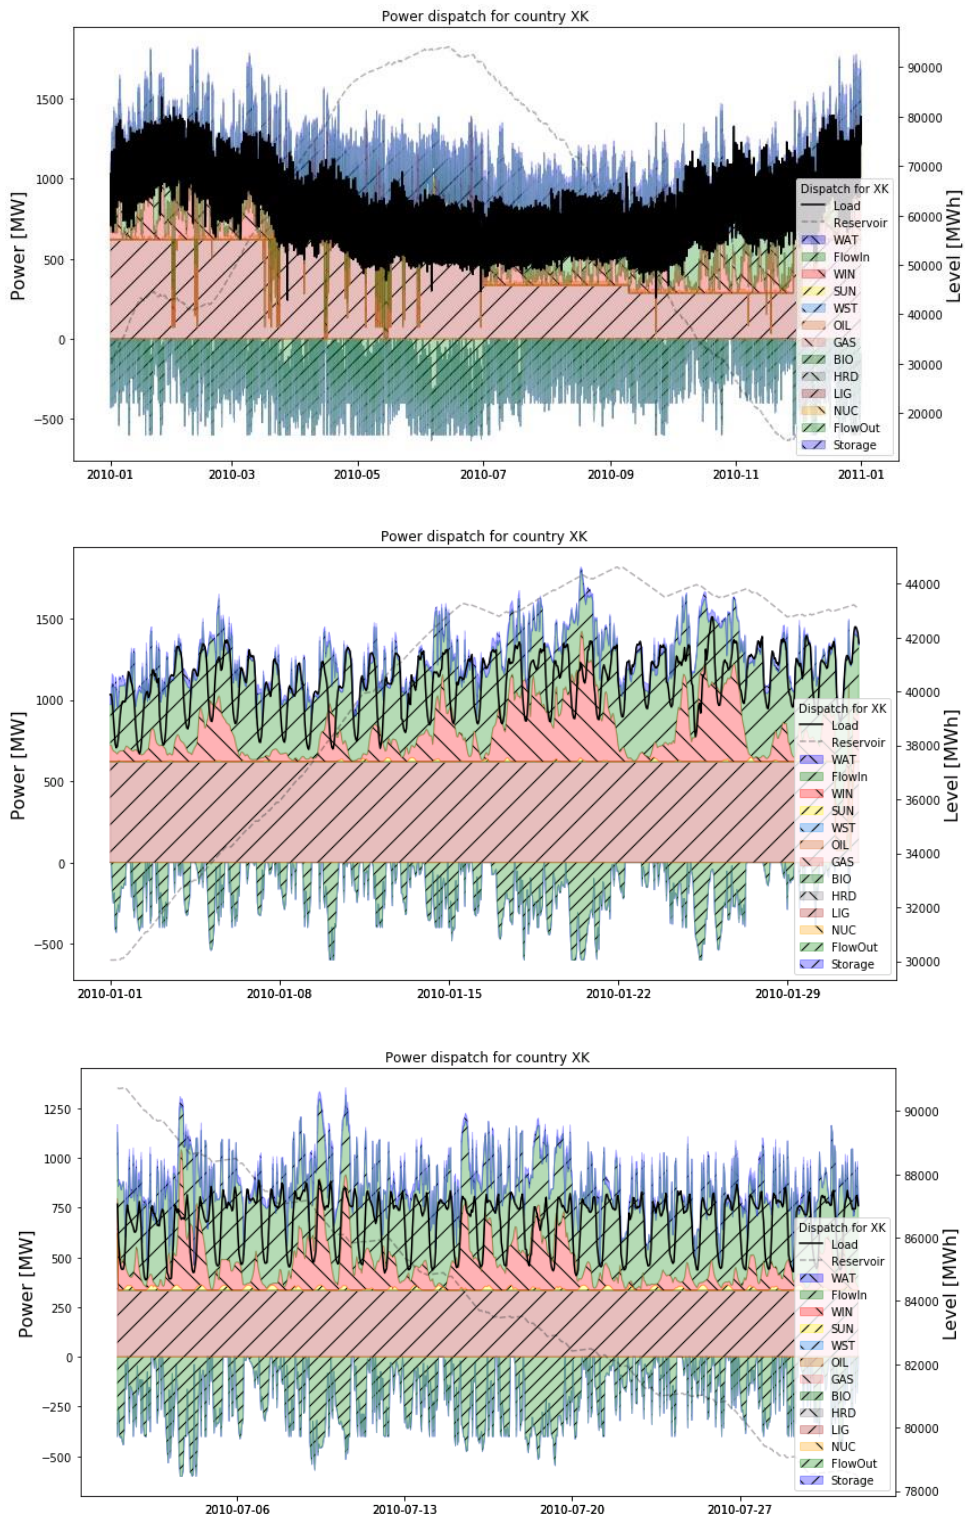 Power dispatch for country XK
Power [MW]
1500
1000
500
0
−500
90000
80000
70000
60000
50000
40000
30000
20000
Level [MWh]
2010-01
2010-03
2010-05
2010-07
2010-09
2010-11
2011-01
Dispatch for XK
Load
Reservoir
WAT
FlowIn
WIN
SUN
WST
OIL
GAS
BIO
HRD
LIG
NUC
FlowOut
Storage
Power dispatch for country XK
Power [MW]
1500
1000
500
0
−500
44000
42000
40000
38000
36000
34000
32000
30000
Level [MWh]
2010-01-01
2010-01-08
2010-01-15
2010-01-22
2010-01-29
Dispatch for XK
Load
Reservoir
WAT
FlowIn
WIN
SUN
WST
OIL
GAS
BIO
HRD
LIG
NUC
FlowOut
Storage
Power dispatch for country XK
Power [MW]
1250
1000
750
500
250
0
−250
−500
90000
88000
86000
84000
82000
80000
78000
Level [MWh]
2010-07-06
2010-07-13
2010-07-20
2010-07-27
Dispatch for XK
Load
Reservoir
WAT
FlowIn
WIN
SUN
WST
OIL
GAS
BIO
HRD
LIG
NUC
FlowOut
Storage